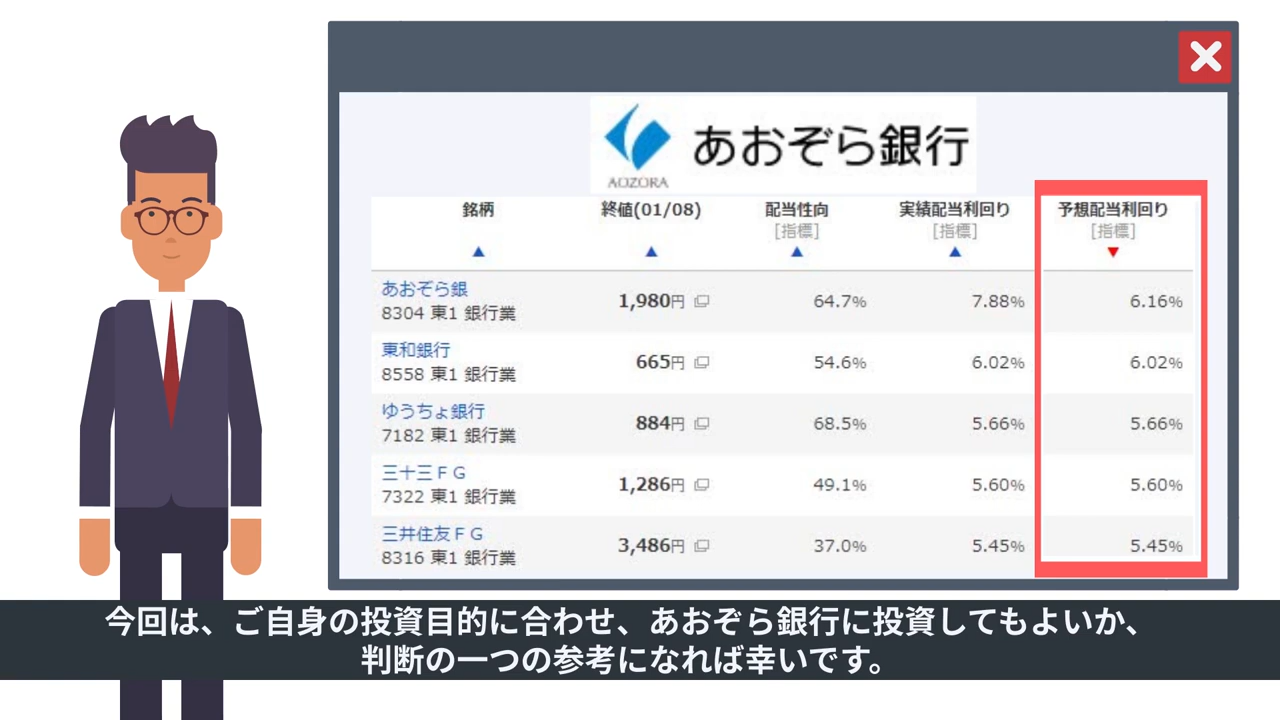 AOZORA
あおぞら銀行
銘柄 終値(01/08) 配当性向 実績配当利回り 予想配当利回り
[指標] [指標] [指標]
▲ ▲ ▲ ▲ ▼
あおぞら銀
8304 東1 銀行業 1,980円 64.7% 7.88% 6.16%
東和銀行
8558 東1 銀行業 665円 54.6% 6.02% 6.02%
ゆうちょ銀行
7182 東1 銀行業 884円 68.5% 5.66% 5.66%
三十三ＦＧ
7322 東1 銀行業 1,286円 49.1% 5.60% 5.60%
三井住友ＦＧ
8316 東1 銀行業 3,486円 37.0% 5.45% 5.45%
今回は、ご自身の投資目的に合わせ、あおぞら銀行に投資してもよいか、
判断の一つの参考になれば幸いです。